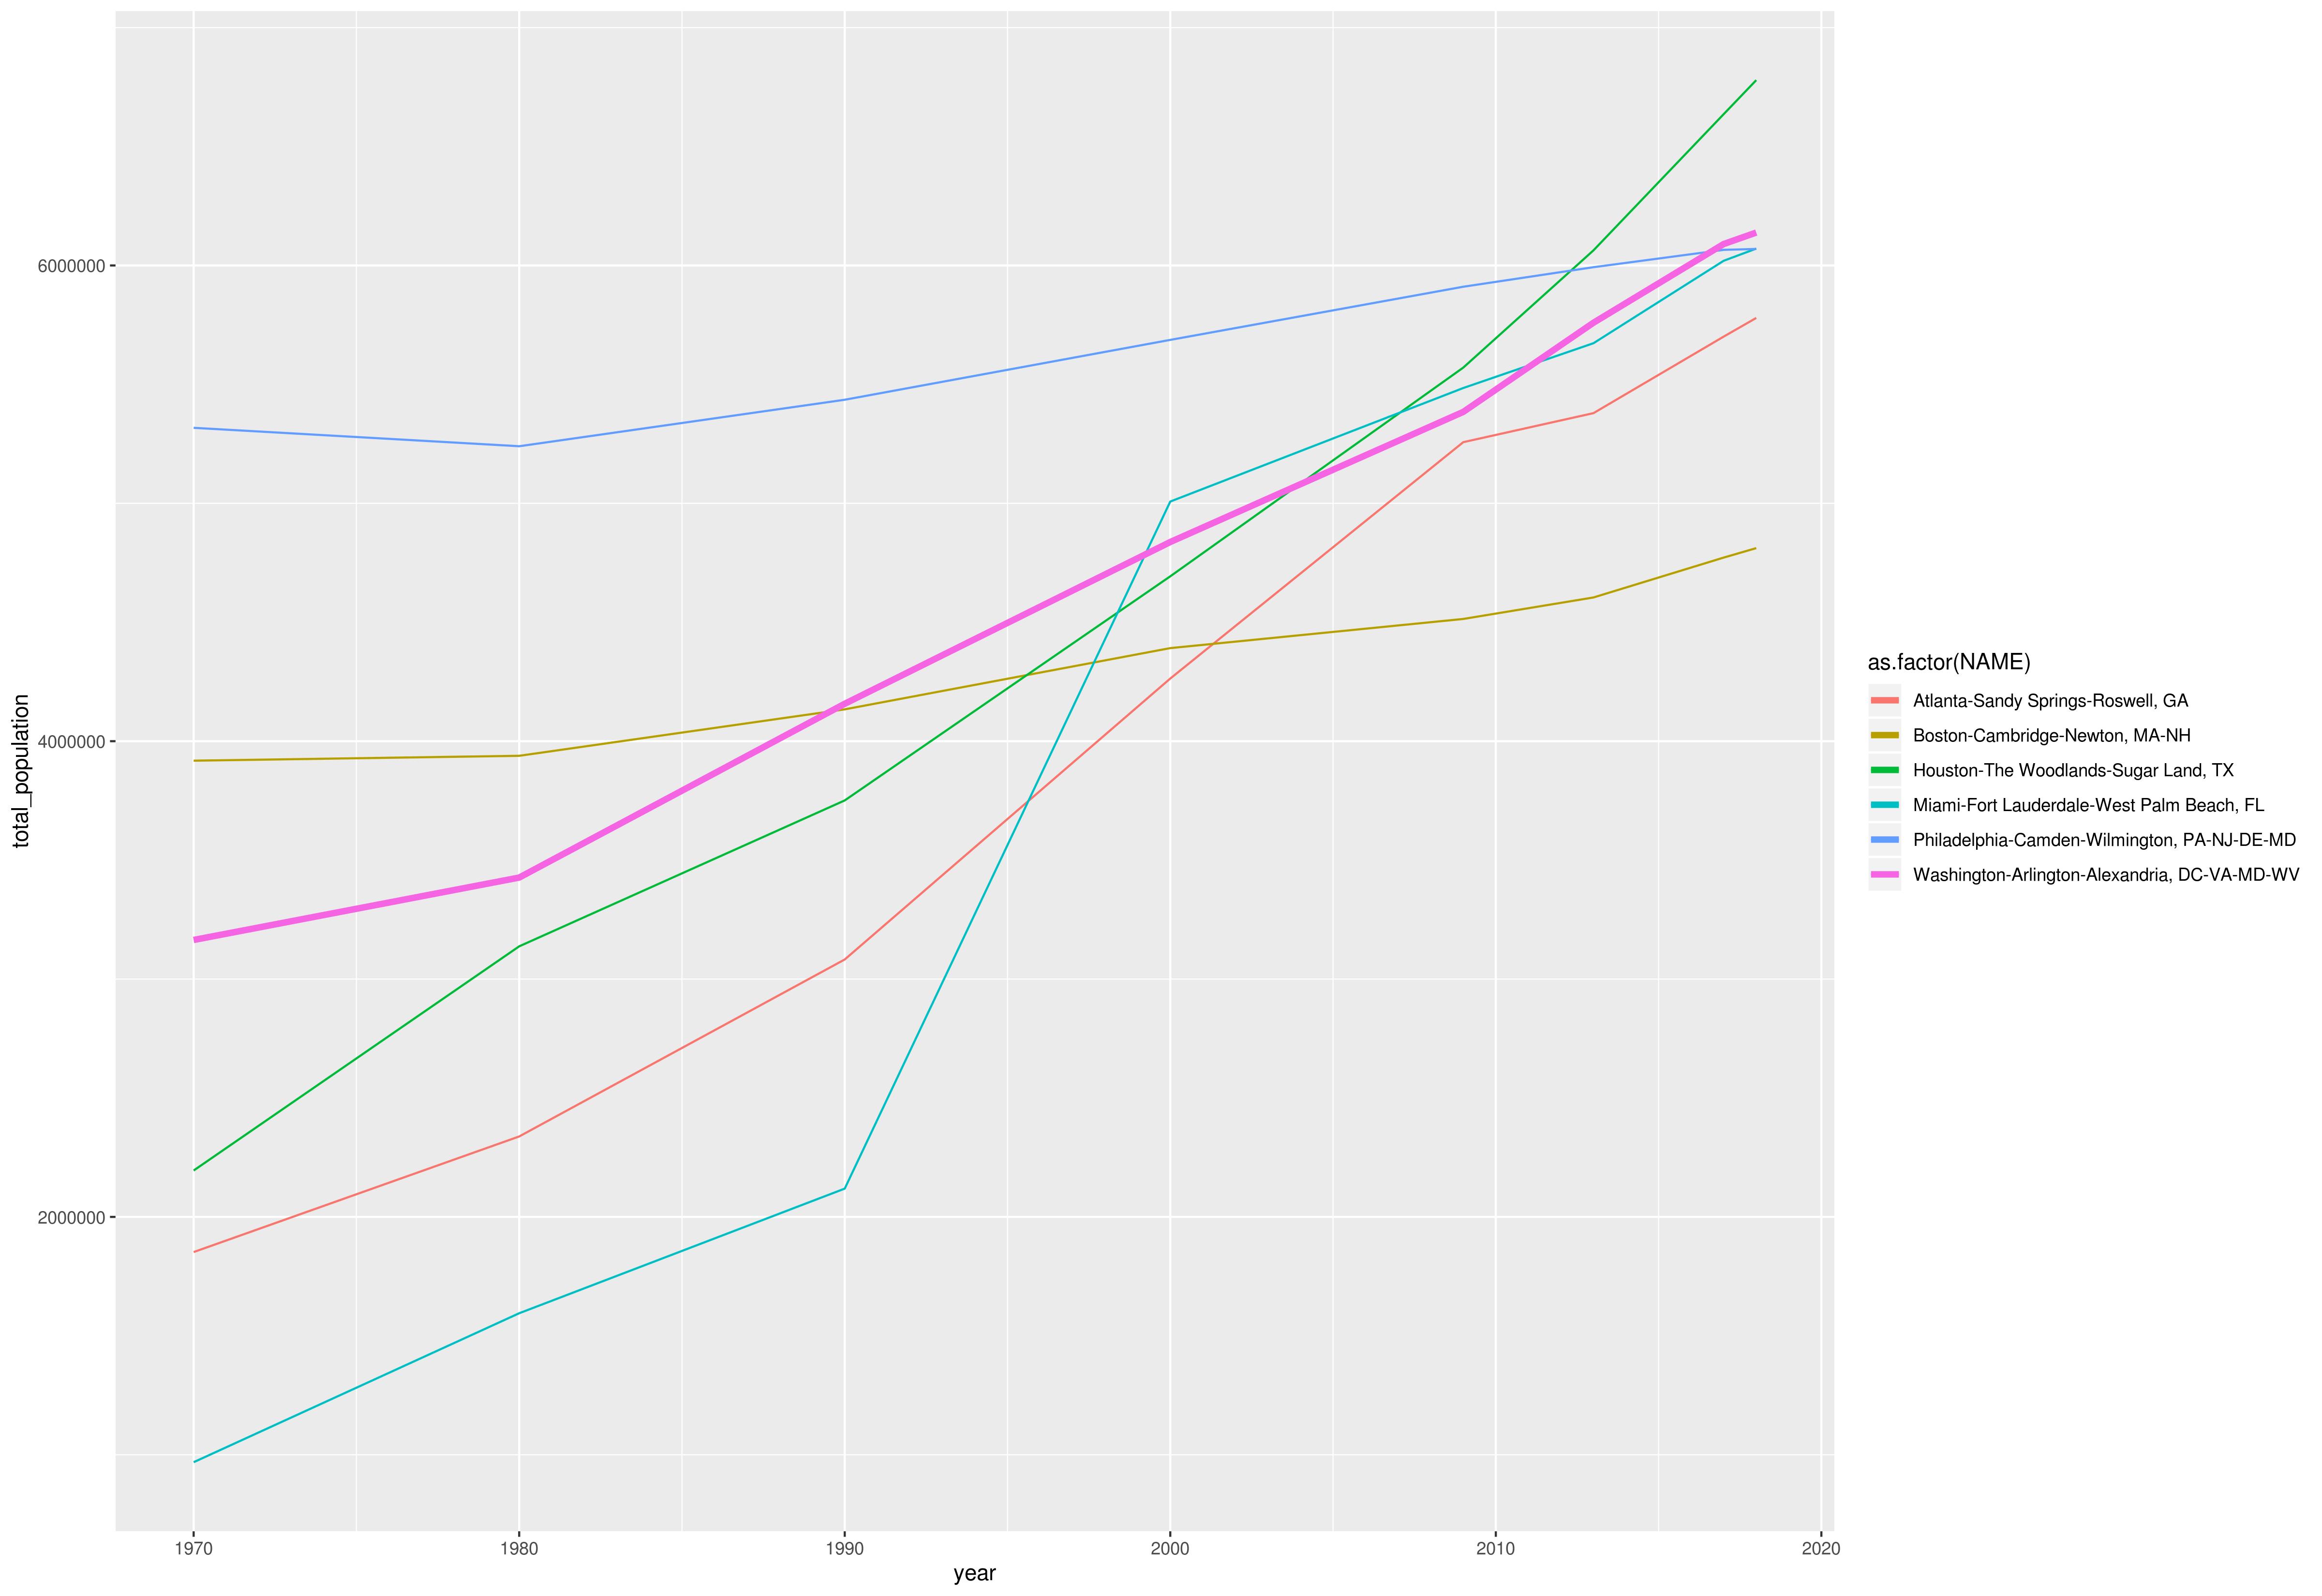 total_population
6000000
4000000
2000000
1970
1980
1990
2000
2010
2020
year
as.factor(NAME)
Atlanta-Sandy Springs-Roswell, GA
Boston-Cambridge-Newton, MA-NH
Houston-The Woodlands-Sugar Land, TX
Miami-Fort Lauderdale-West Palm Beach, FL
Philadelphia-Camden-Wilmington, PA-NJ-DE-MD
Washington-Arlington-Alexandria, DC-VA-MD-WV